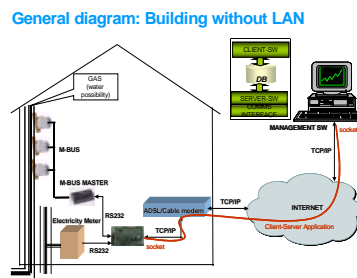 General diagram: Building without LAN
CLIENT-SW
DB
SERVER-SW
COMMS
INTERFACE
GAS
(water
possibility)
MANAGEMENT SW
socket
TCP/IP
M-BUS
M-BUS MASTER
RS232
Electricity Meter
RS232
TCP/IP
socket
ADSL/Cable modem
TCP/IP
INTERNET
Client-Server Application